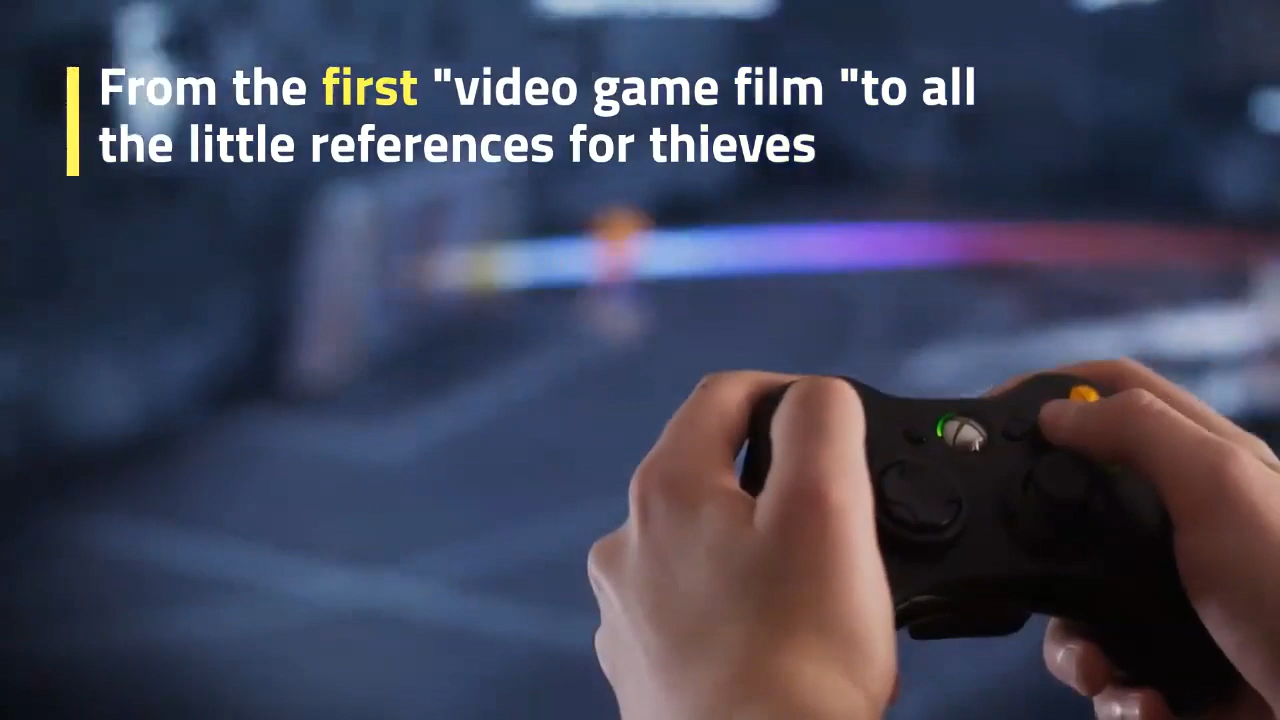 From the first "video game film "to all
the little references for thieves